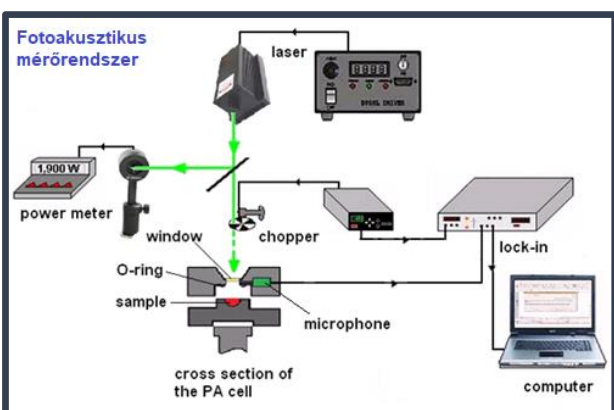 Fotoakusztikus
mérőrendszer
laser
1,900 W
power meter
chopper
window
O-ring
sample
microphone
lock-in
cross section of
the PA cell
computer